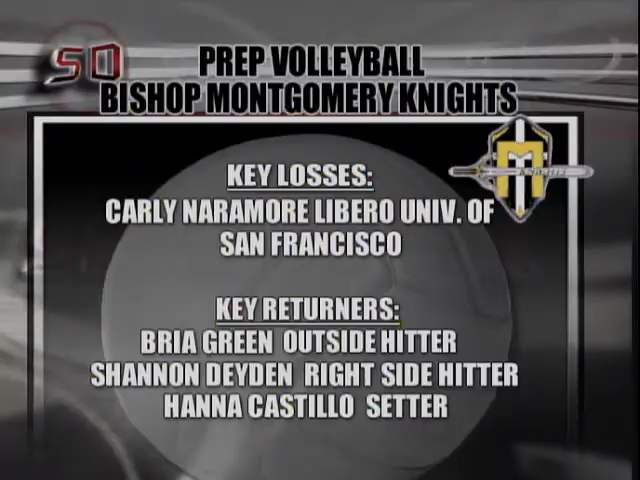 50
PREP VOLLEYBALL
BISHOP MONTGOMERY KNIGHTS
M
KNIGHTS
KEY LOSSES:
CARLY NARAMORE LIBERO UNIV. OF
SAN FRANCISCO
KEY RETURNERS:
BRIA GREEN OUTSIDE HITTER
SHANNON DEYDEN RIGHT SIDE HITTER
HANNA CASTILLO SETTER